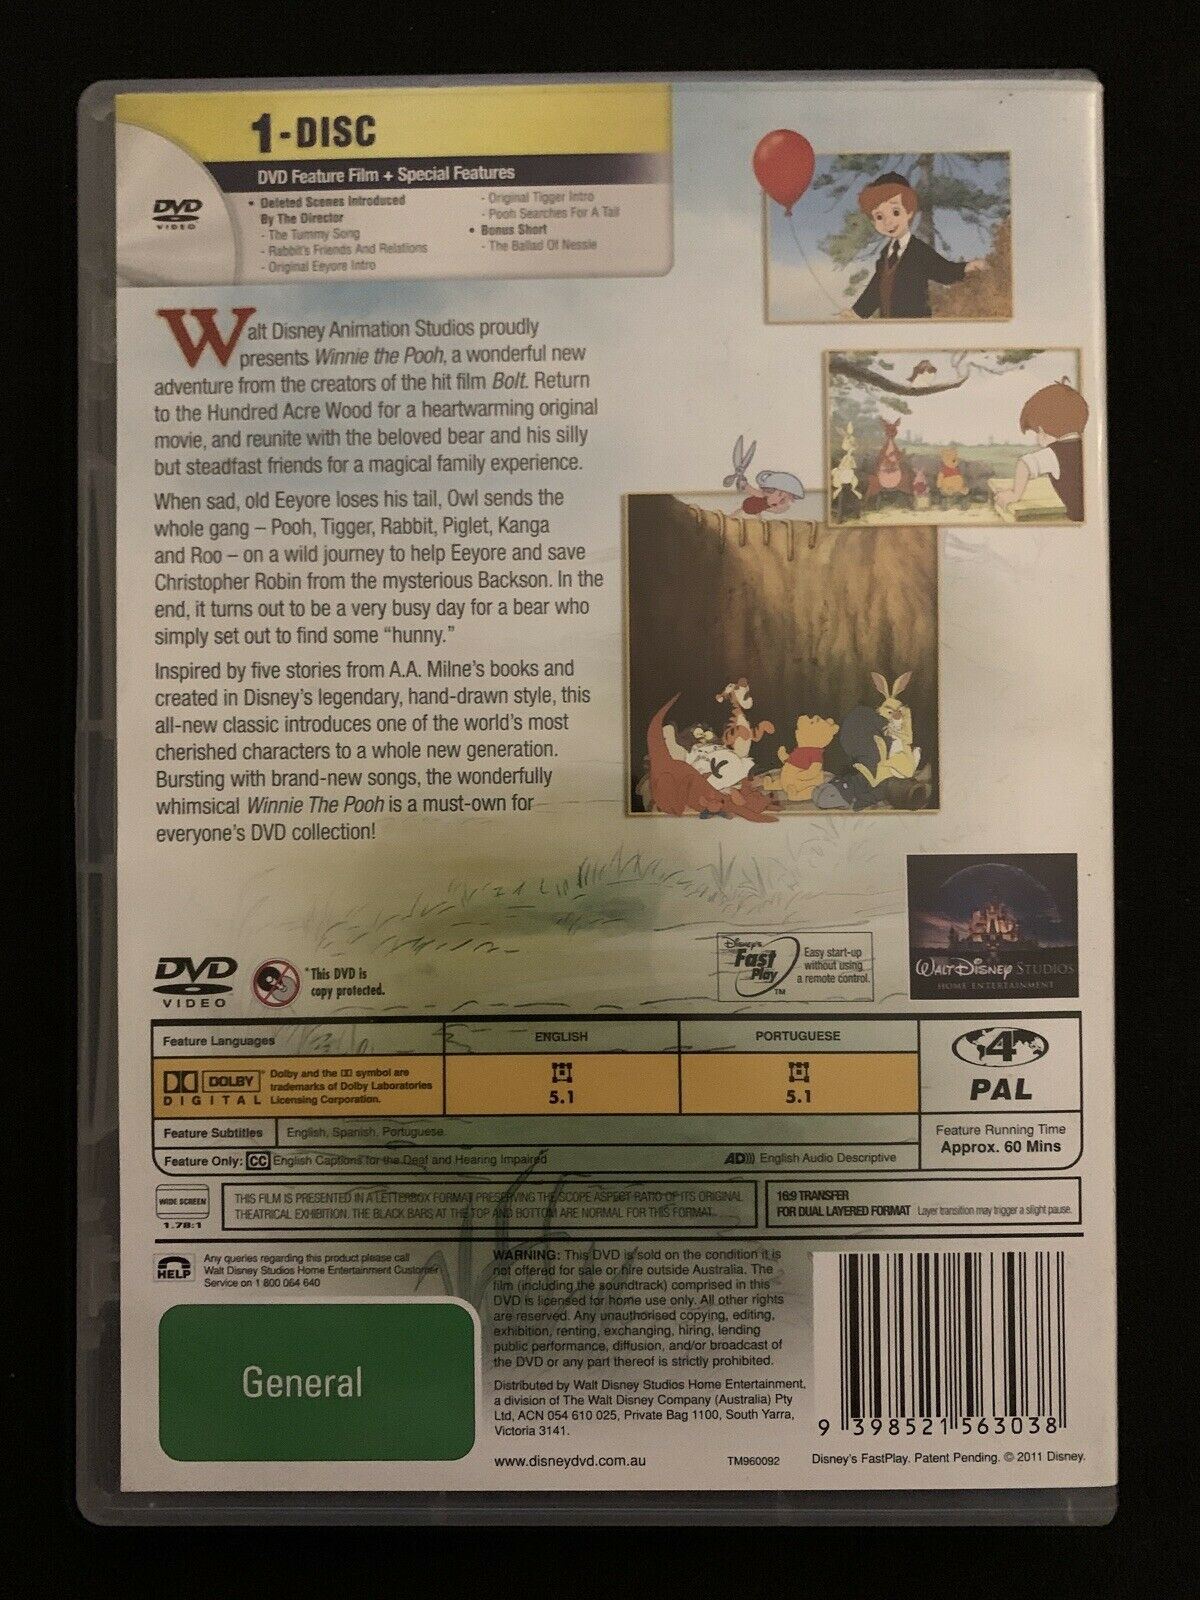 1-DISC
DVD Feature Film + Special Features
DVD
VIDEO
• Deleted Scenes Introduced
By The Director
- The Tummy Song
- Rabbit's Friends And Relations
- Original Eeyore Intro
- Original Tigger Intro
- Pooh Searches For A Tail
• Bonus Short
- The Ballad Of Nessie
Walt Disney Animation Studios proudly
presents Winnie the Pooh, a wonderful new
adventure from the creators of the hit film Bolt. Return
to the Hundred Acre Wood for a heartwarming original
movie, and reunite with the beloved bear and his silly
but steadfast friends for a magical family experience.
When sad, old Eeyore loses his tail, Owl sends the
whole gang – Pooh, Tigger, Rabbit, Piglet, Kanga
and Roo – on a wild journey to help Eeyore and save
Christopher Robin from the mysterious Backson. In the
end, it turns out to be a very busy day for a bear who
simply set out to find some “hunny.”
Inspired by five stories from A.A. Milne's books and
created in Disney's legendary, hand-drawn style, this
all-new classic introduces one of the world's most
cherished characters to a whole new generation.
Bursting with brand-new songs, the wonderfully
whimsical Winnie The Pooh is a must-own for
everyone's DVD collection!
DVD
VIDEO
*This DVD is
copy protected.
Disney's
Fast
Play
TM
Easy start-up
without using
a remote control.
WALT DISNEY STUDIOS
HOME ENTERTAINMENT
Feature Languages
ENGLISH
PORTUGUESE
DOLBY
DIGITAL
* Dolby and the DD symbol are
trademarks of Dolby Laboratories
Licensing Corporation.
5.1
5.1
4
PAL
Feature Subtitles
English, Spanish, Portuguese
Feature Running Time
Approx. 60 Mins
Feature Only: CC English Captions for the Deaf and Hearing Impaired
AD))) English Audio Descriptive
WIDE SCREEN
1.78:1
THIS FILM IS PRESENTED IN A LETTERBOX FORMAT PRESERVING THE SCOPE ASPECT RATIO OF ITS ORIGINAL
THEATRICAL EXHIBITION. THE BLACK BARS AT THE TOP AND BOTTOM ARE NORMAL FOR THIS FORMAT.
16:9 TRANSFER
FOR DUAL LAYERED FORMAT Layer transition may trigger a slight pause.
HELP
Any queries regarding this product please call
Walt Disney Studios Home Entertainment Customer
Service on 1 800 064 640
General
WARNING: This DVD is sold on the condition it is
not offered for sale or hire outside Australia. The
film (including the soundtrack) comprised in this
DVD is licensed for home use only. All other rights
are reserved. Any unauthorised copying, editing,
exhibition, renting, exchanging, hiring, lending
public performance, diffusion, and/or broadcast of
the DVD or any part thereof is strictly prohibited.
Distributed by Walt Disney Studios Home Entertainment,
a division of The Walt Disney Company (Australia) Pty
Ltd, ACN 054 610 025, Private Bag 1100, South Yarra,
Victoria 3141.
www.disneydvd.com.au
TM960092
9 398521 563038
Disney's FastPlay. Patent Pending. © 2011 Disney.